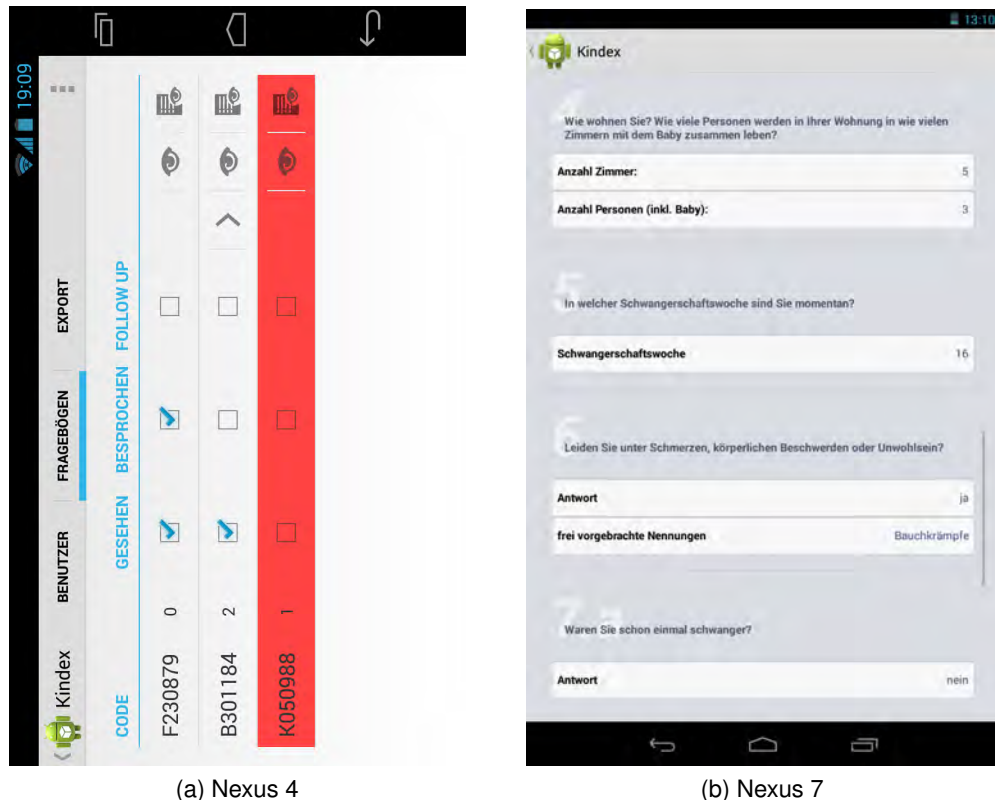 19:09
Kindex
BENUTZER
FRAGEBÖGEN
EXPORT
CODE
GESEHEN
BESPROCHEN
FOLLOW UP
F230879
0
B301184
2
K050988
1
(a) Nexus 4
13:10
Kindex
4
Wie wohnen Sie? Wie viele Personen werden in Ihrer Wohnung in wie vielen
Zimmern mit dem Baby zusammen leben?
Anzahl Zimmer: 5
Anzahl Personen (inkl. Baby): 3
5
In welcher Schwangerschaftswoche sind Sie momentan?
Schwangerschaftswoche 16
6
Leiden Sie unter Schmerzen, körperlichen Beschwerden oder Unwohlsein?
Antwort ja
frei vorgebrachte Nennungen Bauchkrämpfe
7 a
Waren Sie schon einmal schwanger?
Antwort nein
(b) Nexus 7